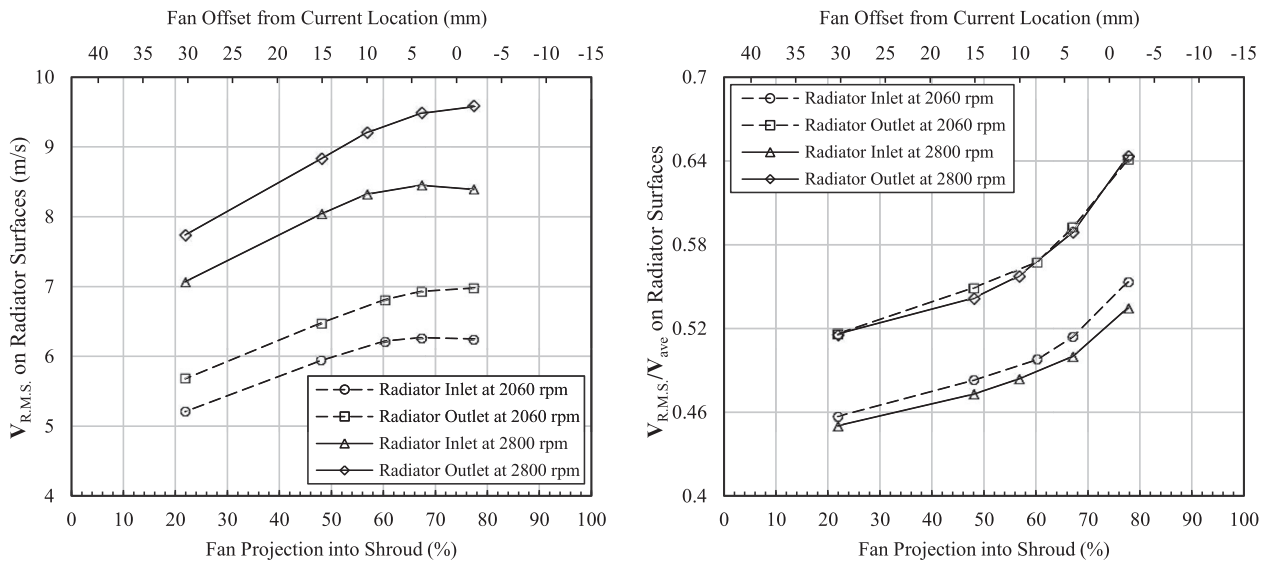 Fan Offset from Current Location (mm)
40 35 30 25 20 15 10 5 0 -5 -10 -15
10
9
8
7
6
5
4
V_R.M.S. on Radiator Surfaces (m/s)
Radiator Inlet at 2060 rpm
Radiator Outlet at 2060 rpm
Radiator Inlet at 2800 rpm
Radiator Outlet at 2800 rpm
0 10 20 30 40 50 60 70 80 90 100
Fan Projection into Shroud (%)
Fan Offset from Current Location (mm)
40 35 30 25 20 15 10 5 0 -5 -10 -15
0.7
0.64
0.58
0.52
0.46
0.4
V_R.M.S./V_ave on Radiator Surfaces
Radiator Inlet at 2060 rpm
Radiator Outlet at 2060 rpm
Radiator Inlet at 2800 rpm
Radiator Outlet at 2800 rpm
0 10 20 30 40 50 60 70 80 90 100
Fan Projection into Shroud (%)